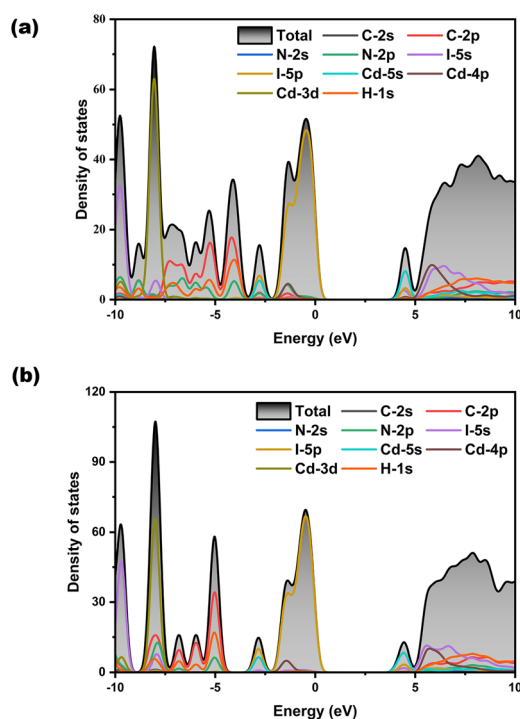 (a)
80
60
40
20
0
Density of states
Total C-2s C-2p
N-2s N-2p I-5s
I-5p Cd-5s Cd-4p
Cd-3d H-1s
-10 -5 0 5 10
Energy (eV)
(b)
120
90
60
30
0
Density of states
Total C-2s C-2p
N-2s N-2p I-5s
I-5p Cd-5s Cd-4p
Cd-3d H-1s
-10 -5 0 5 10
Energy (eV)